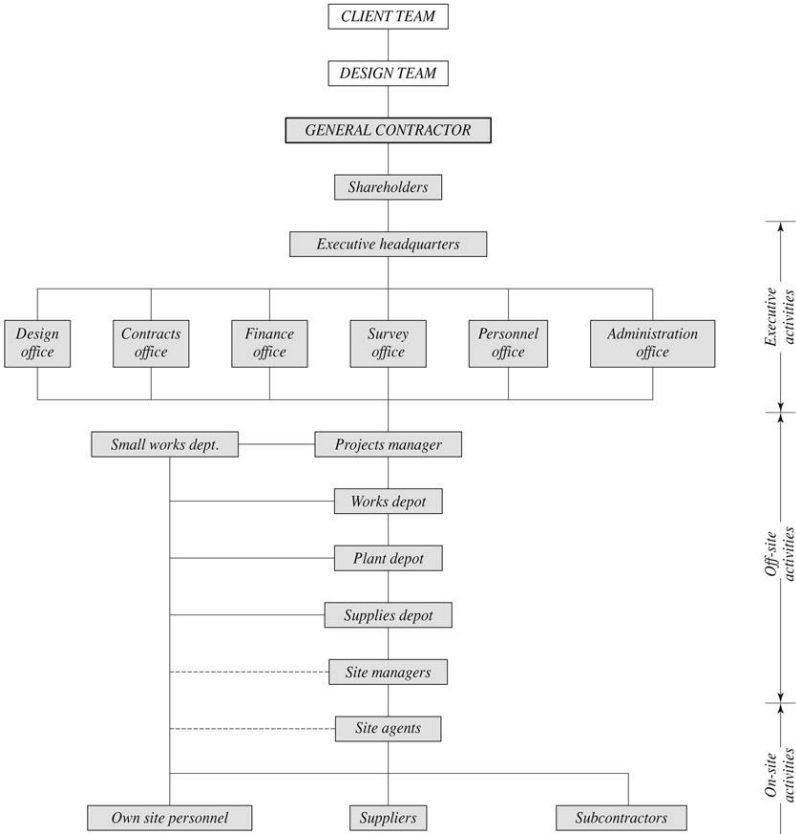 CLIENT TEAM
DESIGN TEAM
GENERAL CONTRACTOR
Shareholders
Executive headquarters
Design
office
Contracts
office
Finance
office
Survey
office
Personnel
office
Administration
office
Executive
activities
Small works dept.
Projects manager
Works depot
Plant depot
Supplies depot
Site managers
Off-site
activities
Site agents
Own site personnel
Suppliers
Subcontractors
On-site
activities